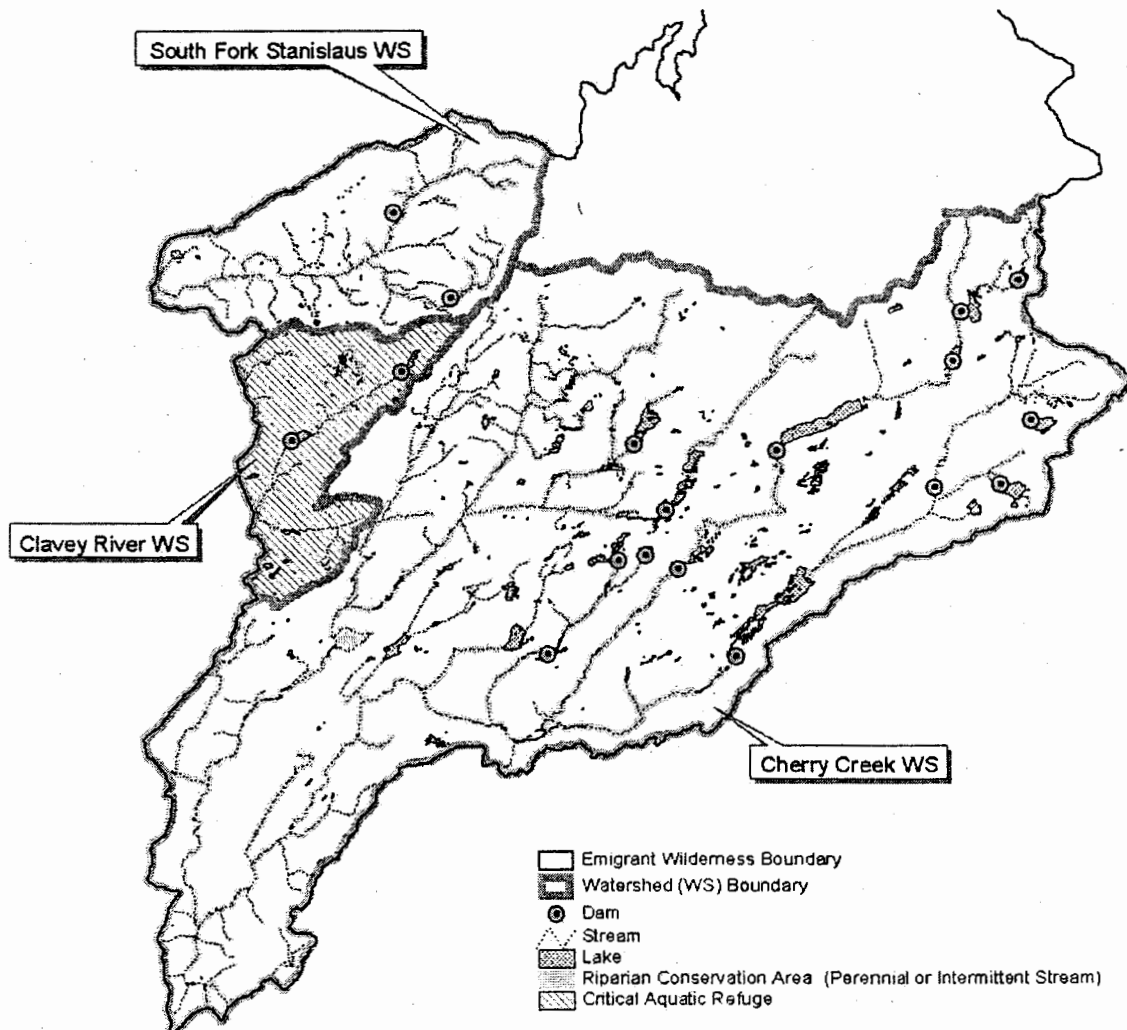 South Fork Stanislaus WS
Clavey River WS
Cherry Creek WS
Emigrant Wilderness Boundary
Watershed (WS) Boundary
Dam
Stream
Lake
Riparian Conservation Area (Perennial or Intermittent Stream)
Critical Aquatic Refuge